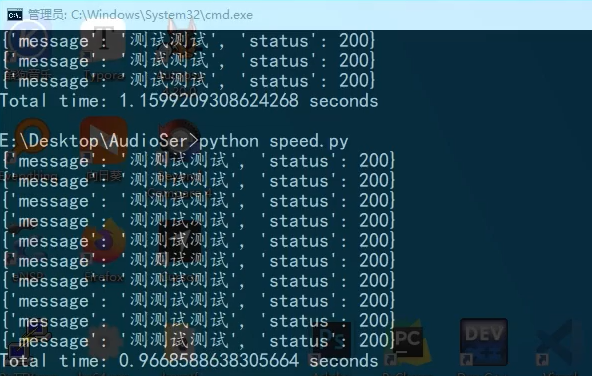 管理员: C:\Windows\System32\cmd.exe
{'message': '测试测试', 'status': 200}
{'message': '测试测试', 'status': 200}
{'message': '测试测试', 'status': 200}
Total time: 1.1599209308624268 seconds
E:\Desktop\AudioSer>python speed.py
{'message': '测测试测试', 'status': 200}
{'message': '测测试测试', 'status': 200}
{'message': '测测试测试', 'status': 200}
{'message': '测测试测试', 'status': 200}
{'message': '测测试测试', 'status': 200}
{'message': '测测试测试', 'status': 200}
{'message': '测测试测试', 'status': 200}
{'message': '测测试测试', 'status': 200}
{'message': '测测试测试', 'status': 200}
{'message': '测测试测试', 'status': 200}
Total time: 0.9668588638305664 seconds
PC
DEV